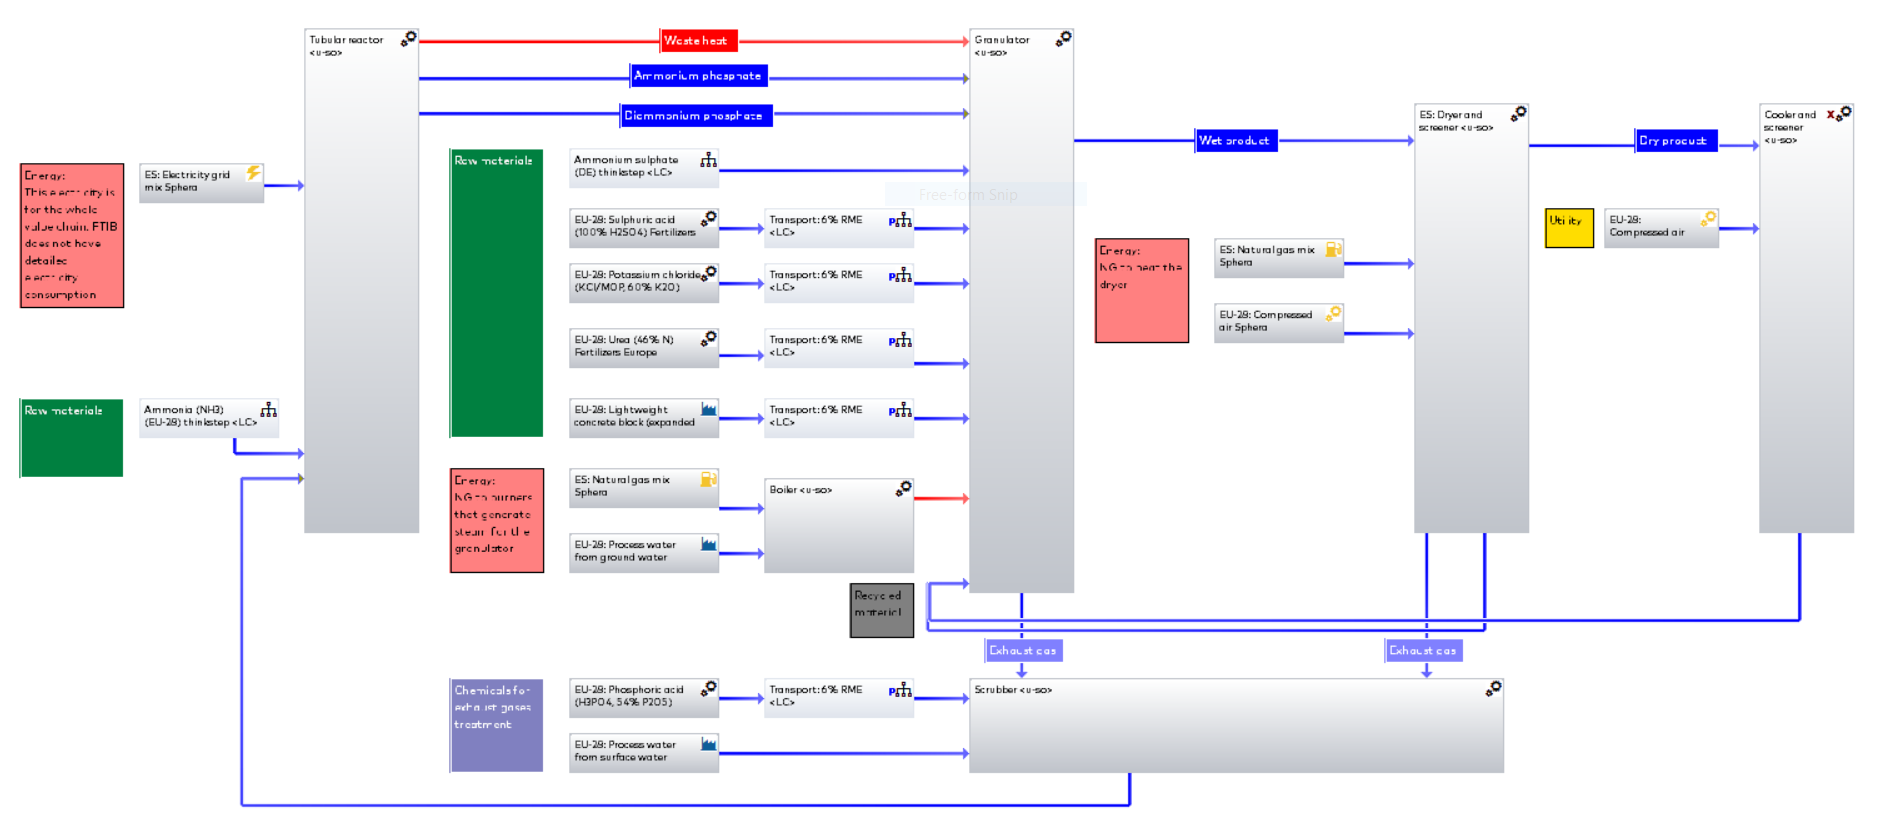 Tubular reactor
<u-so>
Waste heat
Ammonium phosphate
Diammonium phosphate
Granulator
<u-so>
Wet product
ES: Dryer and
screener <u-so>
Dry product
Cooler and
screener
<u-so>
X
Energy:
This electricity is
for the whole
value chain. FTIB
does not have
detailed
electricity
consumption
ES: Electricity grid
mix Sphera
Raw materials
Ammonium sulphate
(DE) thinkstep <LC>
Free-form Snip
EU-28: Sulphuric acid
(100% H2SO4) Fertilizers
Transport: 6% RME
<LC>
p
EU-28: Potassium chloride
(KCl/MOP, 60% K2O)
Transport: 6% RME
<LC>
p
EU-28: Urea (46% N)
Fertilizers Europe
Transport: 6% RME
<LC>
p
EU-28: Lightweight
concrete block (expanded
Transport: 6% RME
<LC>
p
Energy:
NG to heat the
dryer
ES: Natural gas mix
Sphera
EU-28: Compressed
air Sphera
Utility
EU-28:
Compressed air
Raw materials
Ammonia (NH3)
(EU-28) thinkstep <LC>
Energy:
NG to burners
that generate
steam for the
granulator
ES: Natural gas mix
Sphera
EU-28: Process water
from ground water
Boiler <u-so>
Recycled
material
Exhaust gas
Exhaust gas
Chemicals for
exhaust gases
treatment
EU-28: Phosphoric acid
(H3PO4, 54% P2O5)
Transport: 6% RME
<LC>
p
EU-28: Process water
from surface water
Scrubber <u-so>